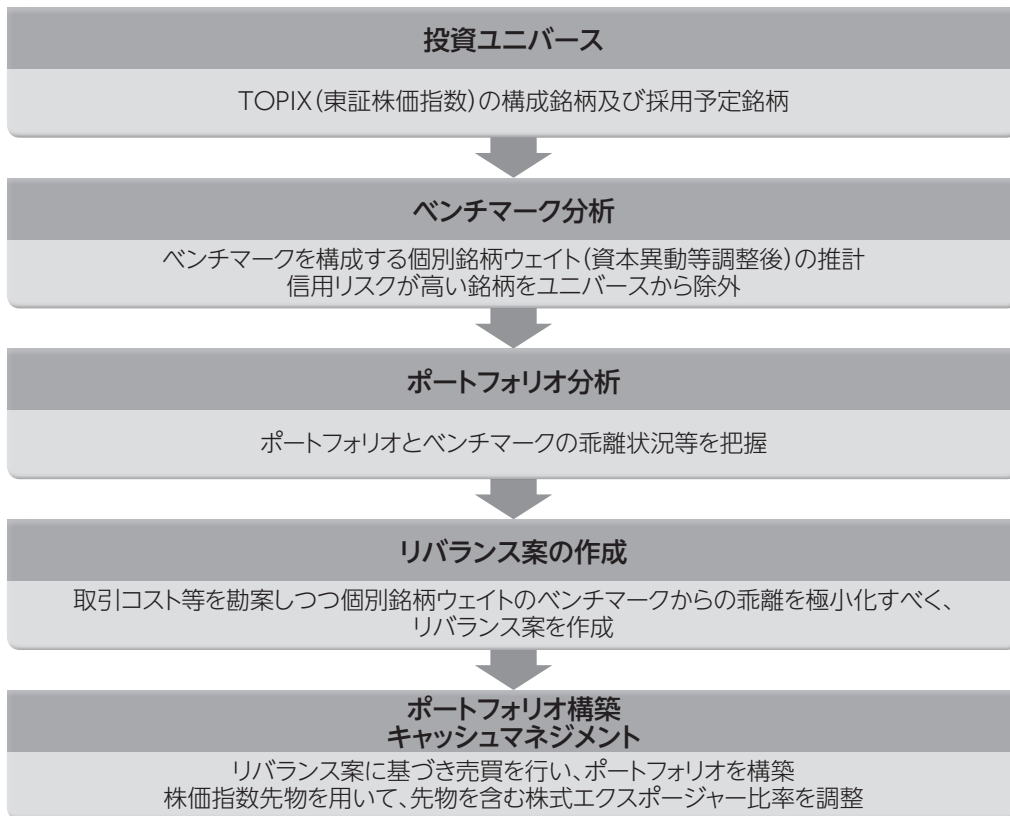 投資ユニバース
TOPIX(東証株価指数)の構成銘柄及び採用予定銘柄
ベンチマーク分析
ベンチマークを構成する個別銘柄ウェイト(資本異動等調整後)の推計
信用リスクが高い銘柄をユニバースから除外
ポートフォリオ分析
ポートフォリオとベンチマークの乖離状況等を把握
リバランス案の作成
取引コスト等を勘案しつつ個別銘柄ウェイトのベンチマークからの乖離を極小化すべく、
リバランス案を作成
ポートフォリオ構築
キャッシュマネジメント
リバランス案に基づき売買を行い、ポートフォリオを構築
株価指数先物を用いて、先物を含む株式エクスポージャー比率を調整